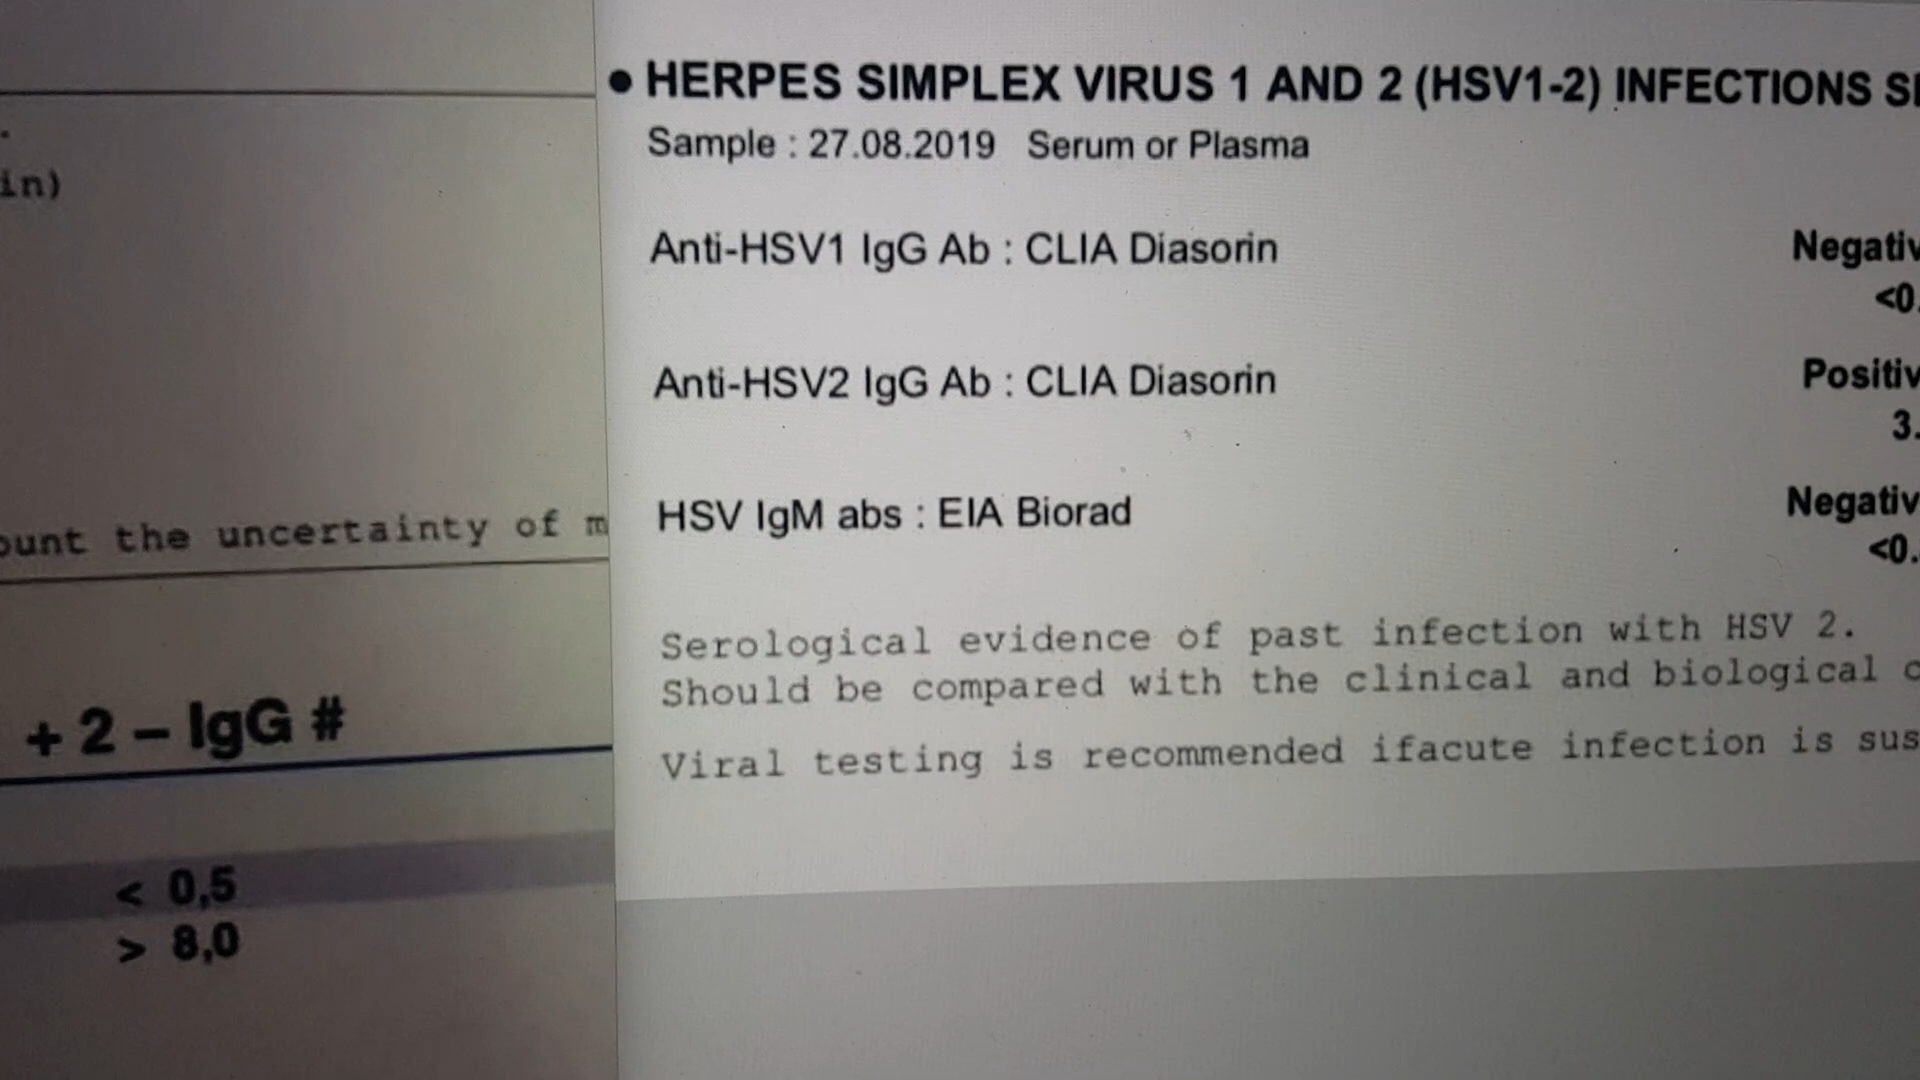 in)
ount the uncertainty of m
+ 2 – IgG #
< 0,5
> 8,0
● HERPES SIMPLEX VIRUS 1 AND 2 (HSV1-2) INFECTIONS
Sample : 27.08.2019 Serum or Plasma
Anti-HSV1 IgG Ab : CLIA Diasorin Negativ
<0.
Anti-HSV2 IgG Ab : CLIA Diasorin Positiv
3.
HSV IgM abs : EIA Biorad Negativ
<0.
Serological evidence of past infection with HSV 2.
Should be compared with the clinical and biological c
Viral testing is recommended ifacute infection is sus